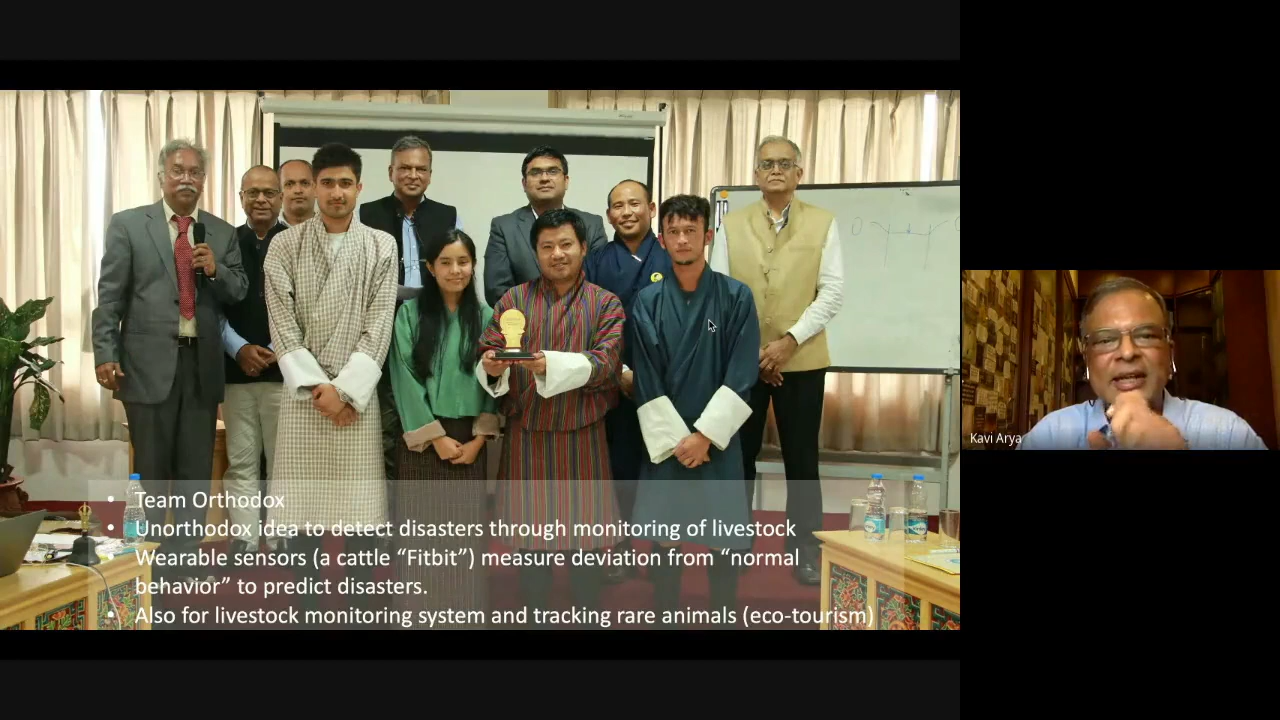 • Team Orthodox
• Unorthodox idea to detect disasters through monitoring of livestock
Wearable sensors (a cattle “Fitbit”) measure deviation from “normal
behavior” to predict disasters.
• Also for livestock monitoring system and tracking rare animals (eco-tourism)
Kavi Arya